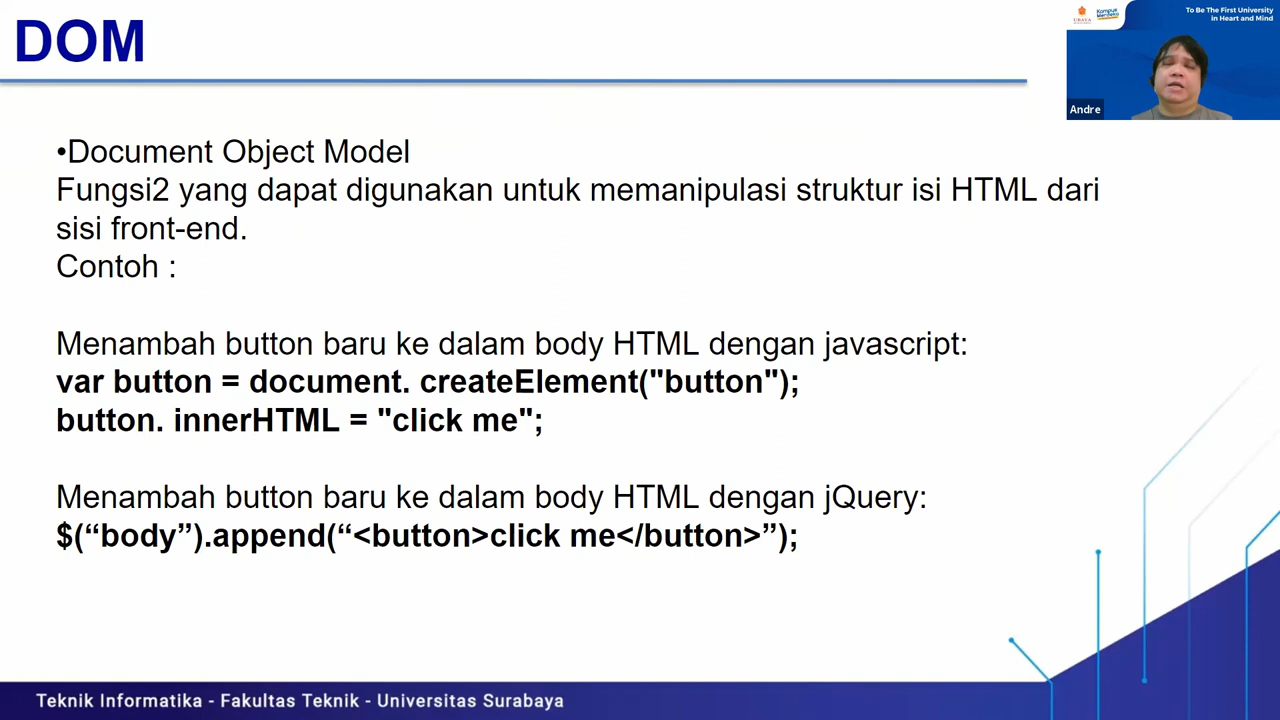 DOM
UBAYA
Kampus
Merdeka
To Be The First University
in Heart and Mind
Andre
•Document Object Model
Fungsi2 yang dapat digunakan untuk memanipulasi struktur isi HTML dari
sisi front-end.
Contoh :
Menambah button baru ke dalam body HTML dengan javascript:
var button = document. createElement("button");
button. innerHTML = "click me";
Menambah button baru ke dalam body HTML dengan jQuery:
$(“body”).append(“<button>click me</button>”);
Teknik Informatika - Fakultas Teknik - Universitas Surabaya